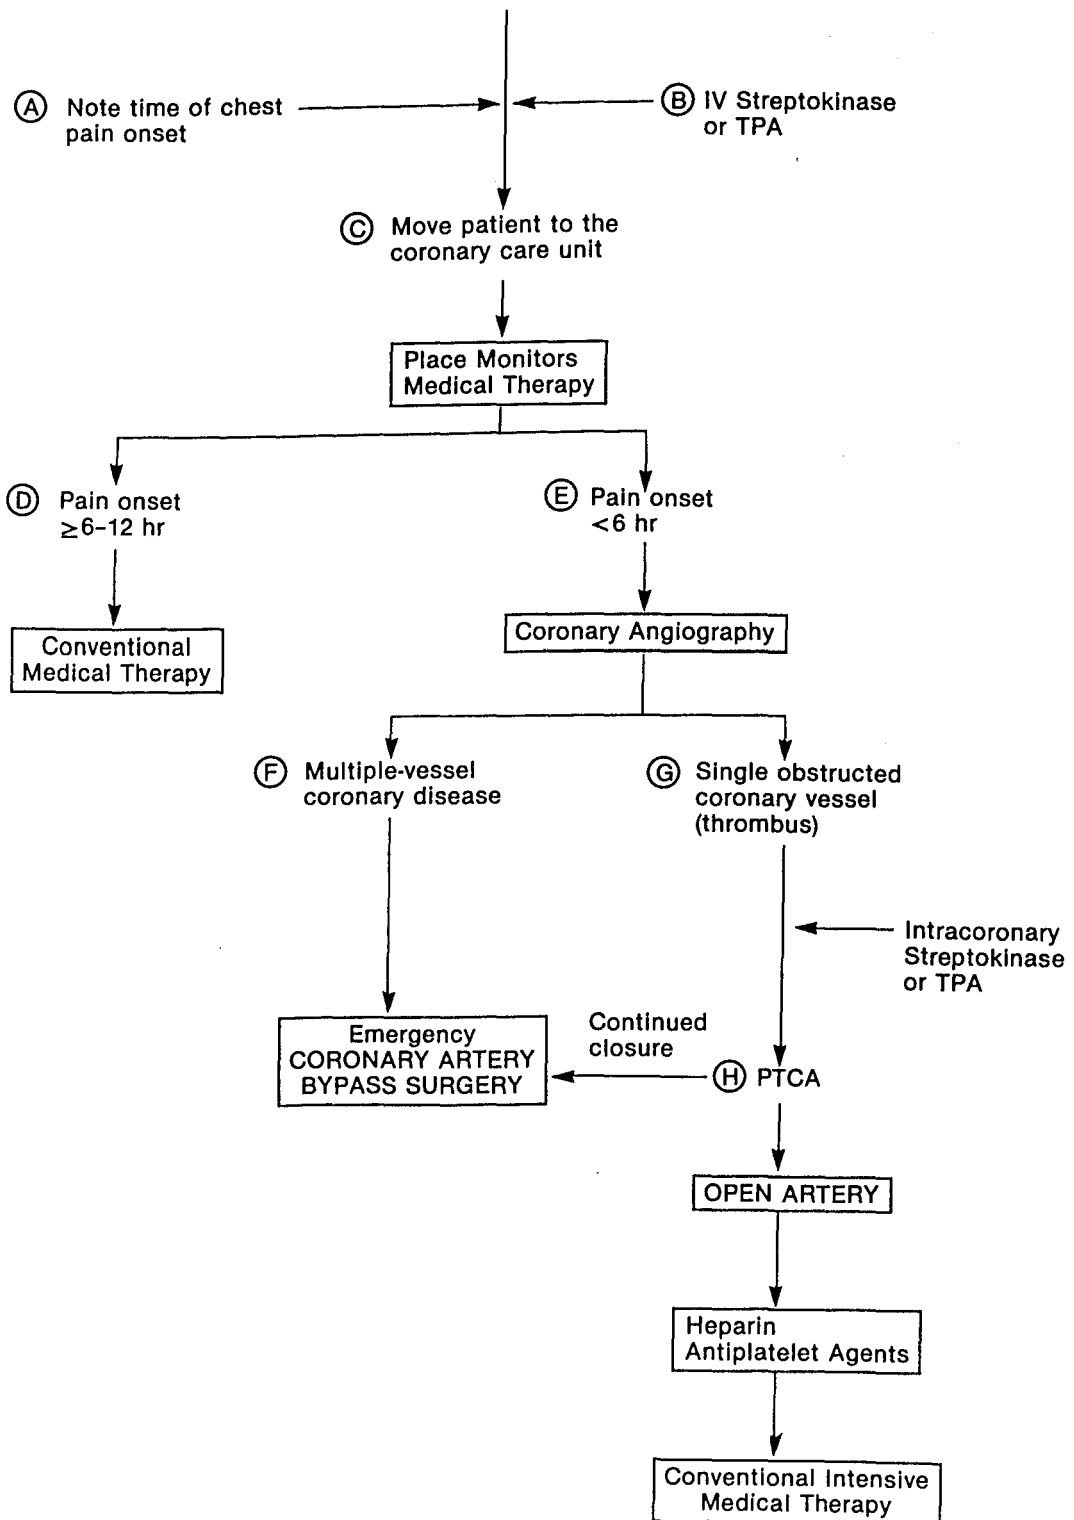 Ⓐ Note time of chest
pain onset
Ⓑ IV Streptokinase
or TPA
Ⓒ Move patient to the
coronary care unit
Place Monitors
Medical Therapy
Ⓓ Pain onset
≥6-12 hr
Ⓔ Pain onset
<6 hr
Conventional
Medical Therapy
Coronary Angiography
Ⓕ Multiple-vessel
coronary disease
Ⓖ Single obstructed
coronary vessel
(thrombus)
Intracoronary
Streptokinase
or TPA
Emergency
CORONARY ARTERY
BYPASS SURGERY
Continued
closure
Ⓗ PTCA
OPEN ARTERY
Heparin
Antiplatelet Agents
Conventional Intensive
Medical Therapy